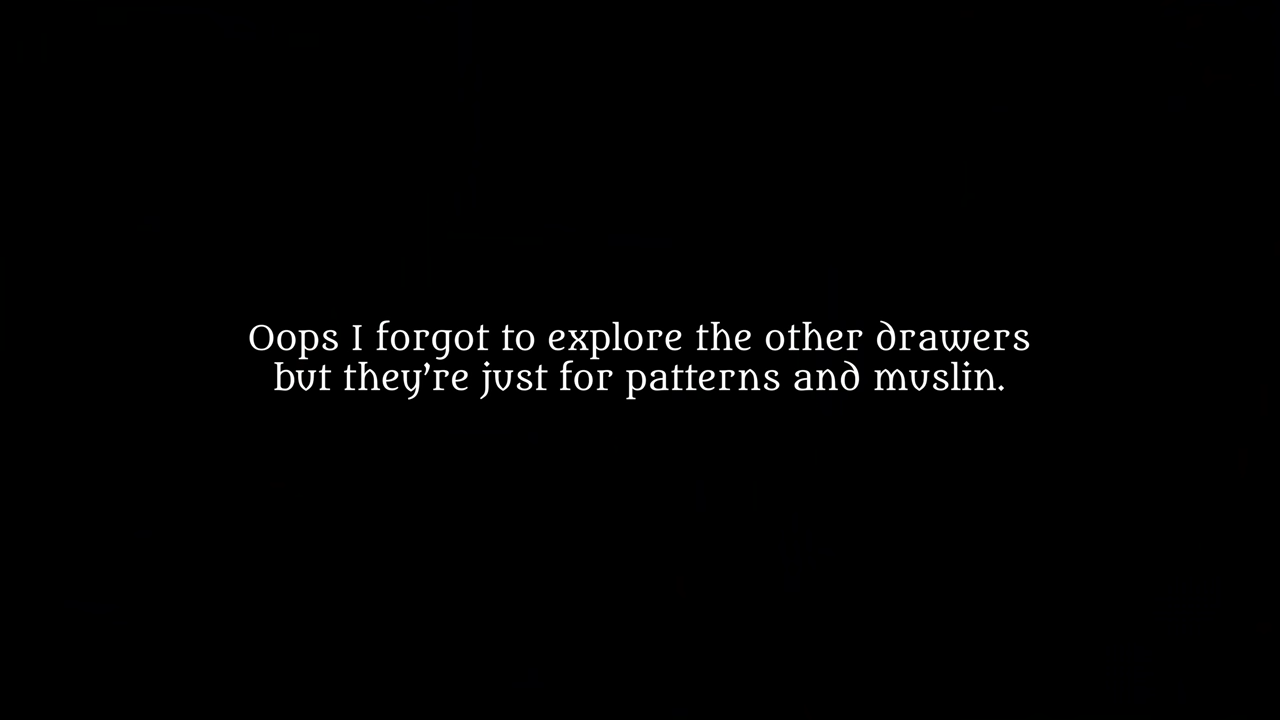 Oops I forgot to explore the other drawers
but they're just for patterns and muslin.